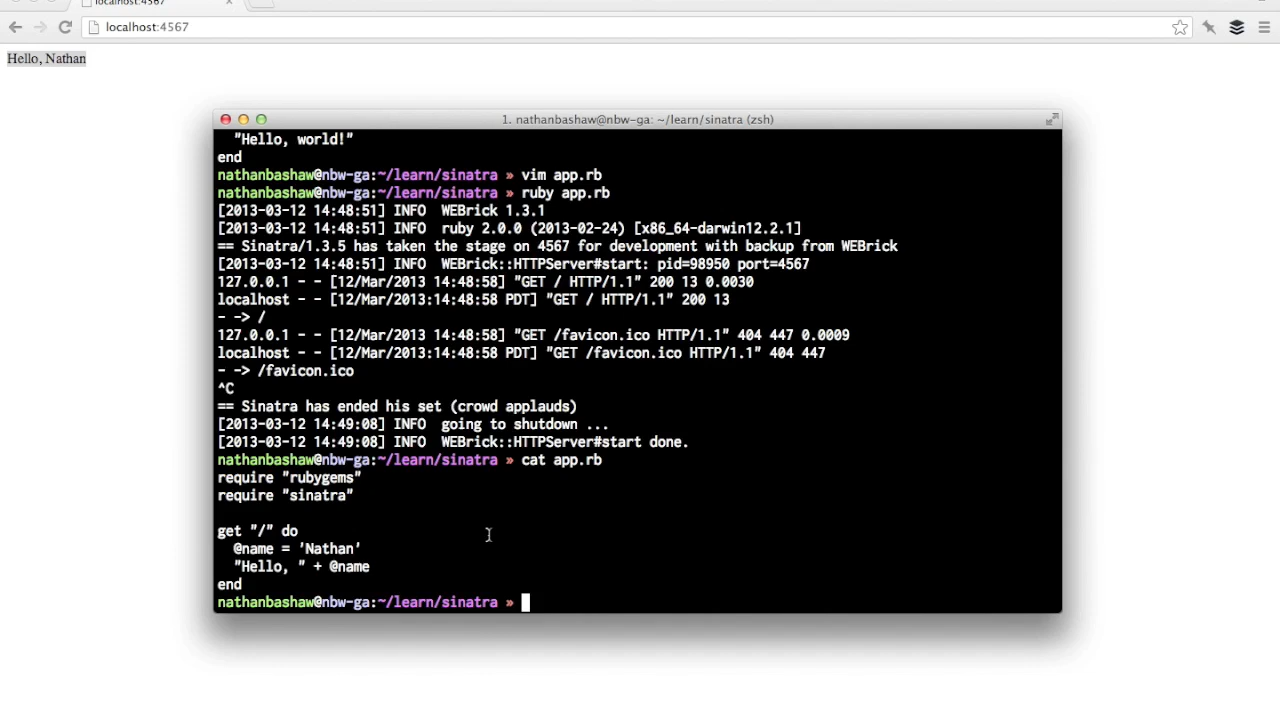 localhost:4567
localhost:4567
Hello, Nathan
1. nathanbashaw@nbw-ga: ~/learn/sinatra (zsh)
"Hello, world!"
end
nathanbashaw@nbw-ga:~/learn/sinatra » vim app.rb
nathanbashaw@nbw-ga:~/learn/sinatra » ruby app.rb
[2013-03-12 14:48:51] INFO  WEBrick 1.3.1
[2013-03-12 14:48:51] INFO  ruby 2.0.0 (2013-02-24) [x86_64-darwin12.2.1]
== Sinatra/1.3.5 has taken the stage on 4567 for development with backup from WEBrick
[2013-03-12 14:48:51] INFO  WEBrick::HTTPServer#start: pid=98950 port=4567
127.0.0.1 - - [12/Mar/2013 14:48:58] "GET / HTTP/1.1" 200 13 0.0030
localhost - - [12/Mar/2013:14:48:58 PDT] "GET / HTTP/1.1" 200 13
- -> /
127.0.0.1 - - [12/Mar/2013 14:48:58] "GET /favicon.ico HTTP/1.1" 404 447 0.0009
localhost - - [12/Mar/2013:14:48:58 PDT] "GET /favicon.ico HTTP/1.1" 404 447
- -> /favicon.ico
^C
== Sinatra has ended his set (crowd applauds)
[2013-03-12 14:49:08] INFO  going to shutdown ...
[2013-03-12 14:49:08] INFO  WEBrick::HTTPServer#start done.
nathanbashaw@nbw-ga:~/learn/sinatra » cat app.rb
require "rubygems"
require "sinatra"
get "/" do
  @name = 'Nathan'
  "Hello, " + @name
end
nathanbashaw@nbw-ga:~/learn/sinatra »